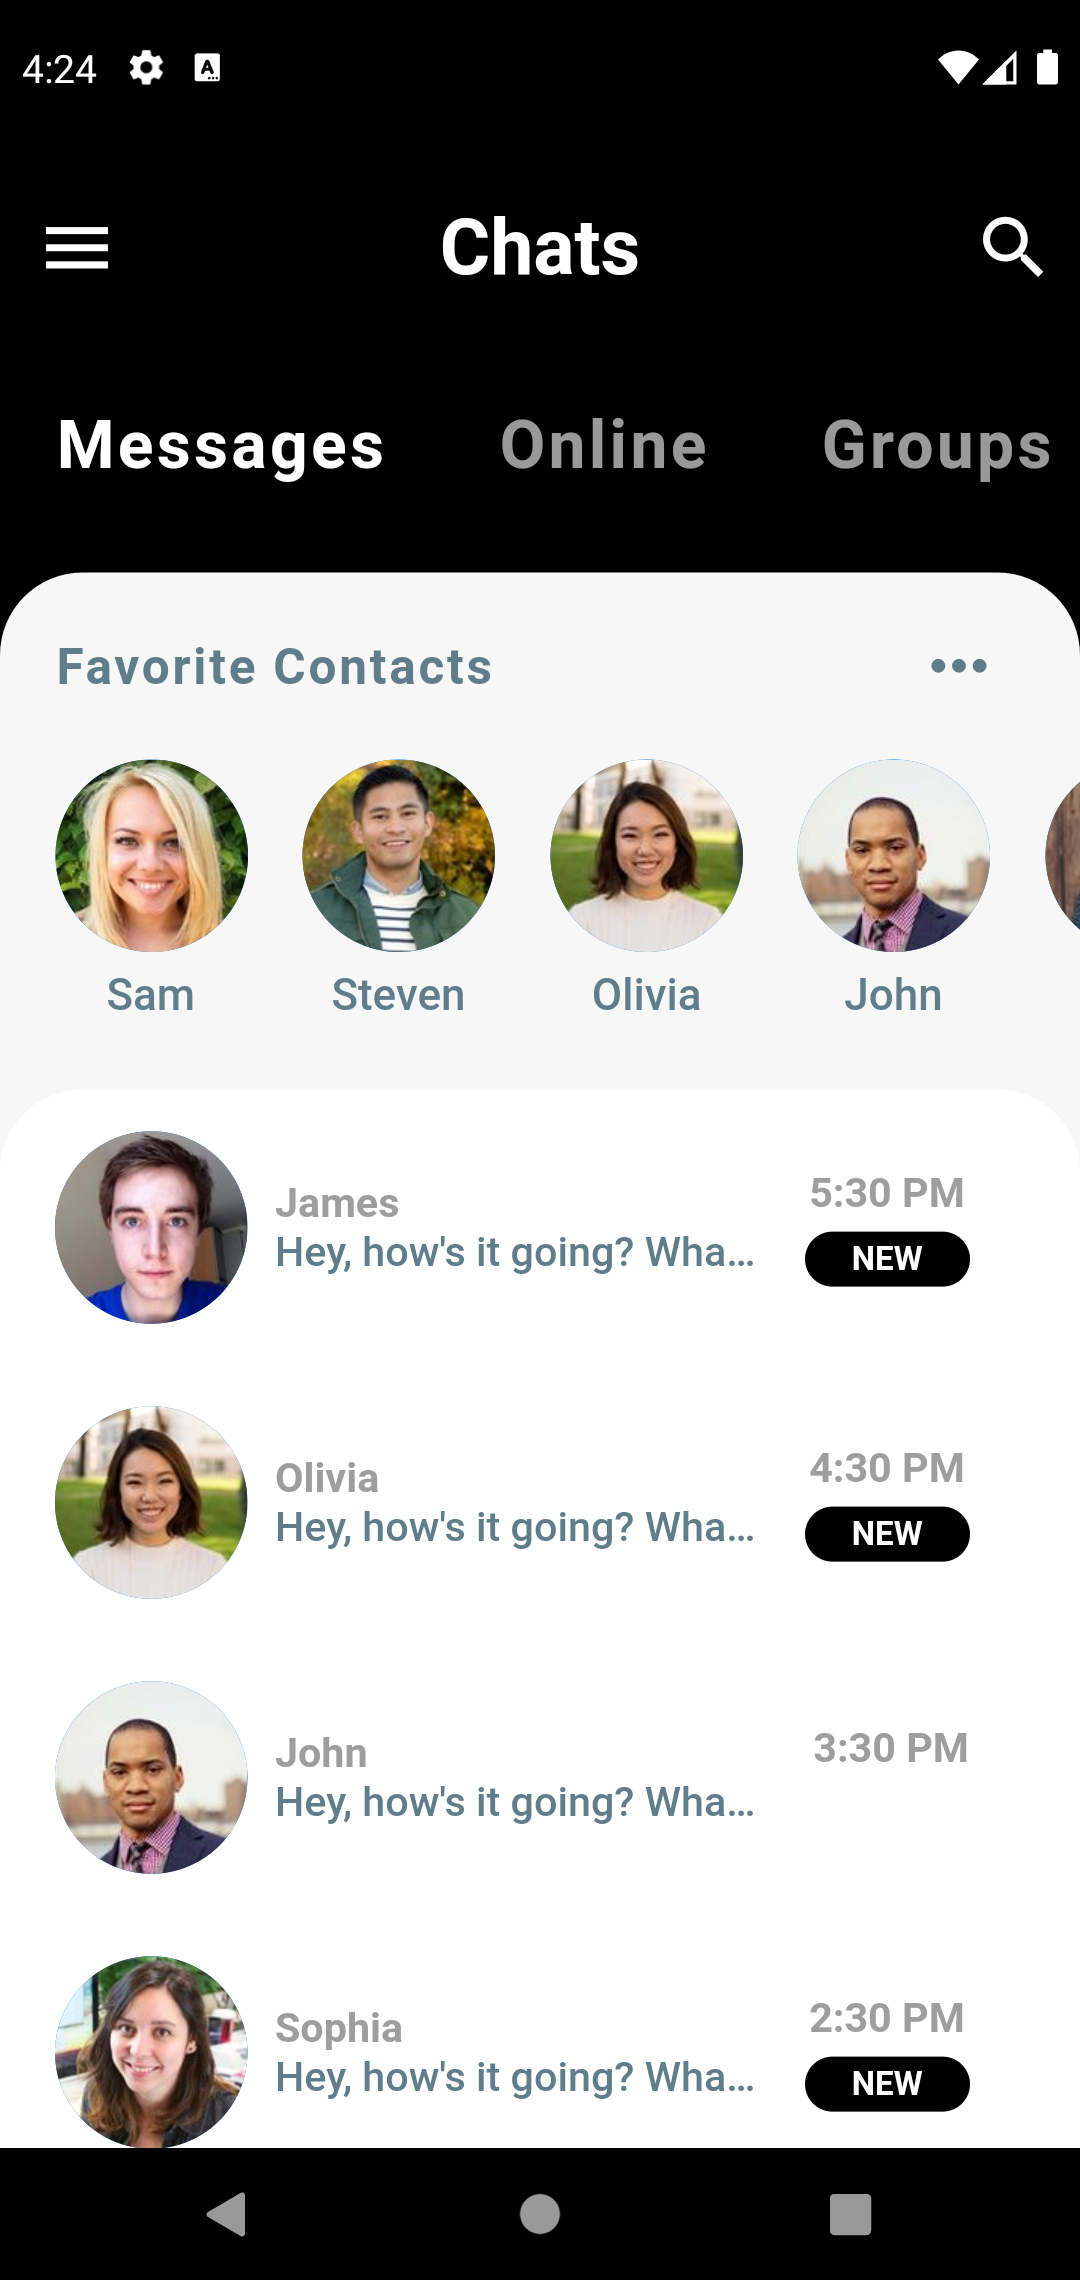 4:24
Chats
Messages Online Groups
Favorite Contacts
Sam Steven Olivia John
James
Hey, how's it going? Wha...
5:30 PM
NEW
Olivia
Hey, how's it going? Wha...
4:30 PM
NEW
John
Hey, how's it going? Wha...
3:30 PM
Sophia
Hey, how's it going? Wha...
2:30 PM
NEW